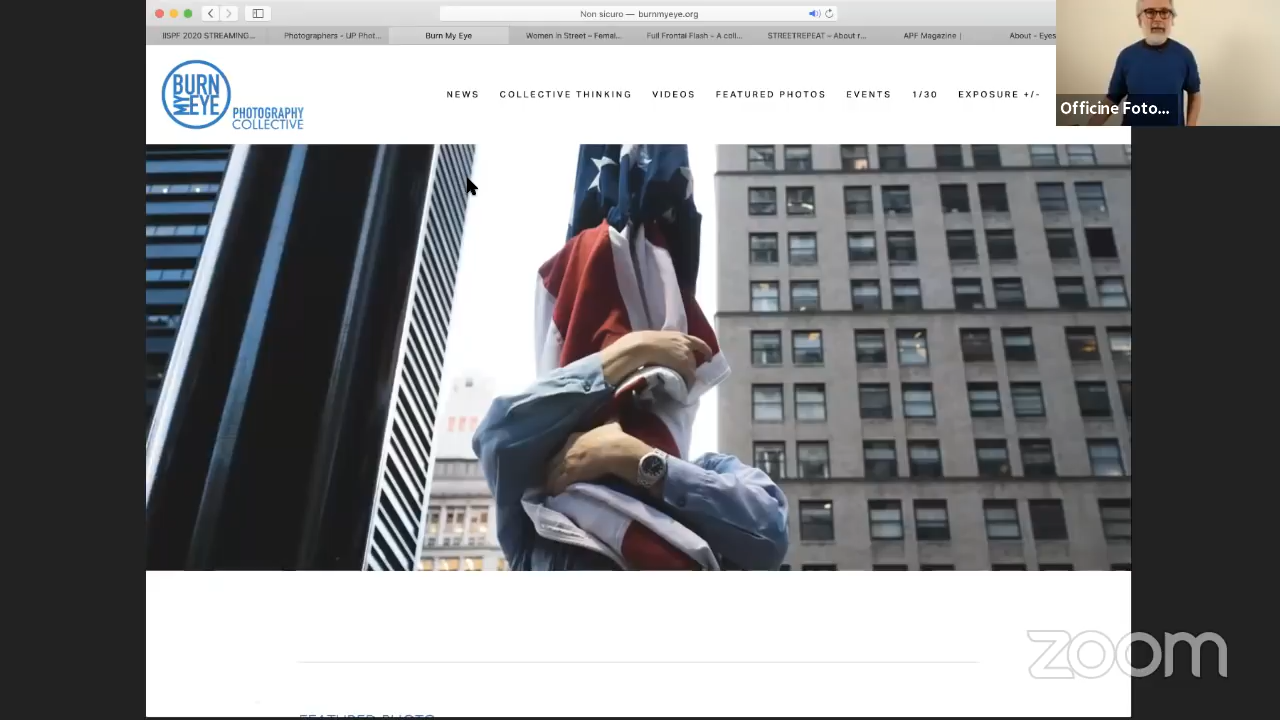 Non sicuro — burnmyeye.org
IISPF 2020 STREAMING...
Photographers - UP Phot...
Burn My Eye
Women in Street – Femal...
Full Frontal Flash – A coll...
STREETREPEAT – About r...
APF Magazine |
About – Eyes
BURN
MY
EYE
PHOTOGRAPHY
COLLECTIVE
NEWS
COLLECTIVE THINKING
VIDEOS
FEATURED PHOTOS
EVENTS
1/30
EXPOSURE +/-
Officine Foto...
zoom
FEATURED PHOTO